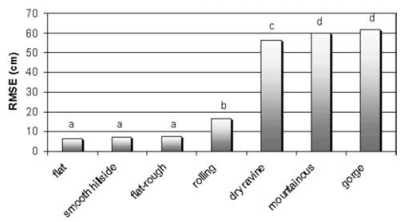 70
60
50
40
30
20
10
0
RMSE (cm)
a
a
a
b
c
d
d
flat
smooth hillside
flat-rough
rolling
dry ravine
mountainous
gorge